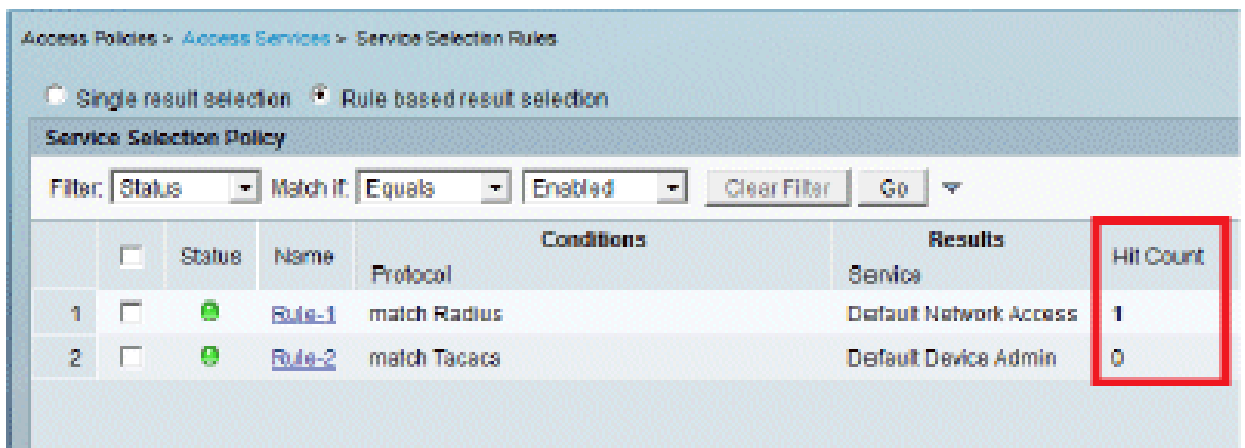 Access Policies > Access Services > Service Selection Rules
Single result selection Rule based result selection
Service Selection Policy
Filter: Status Match if: Equals Enabled Clear Filter Go
Status Name Conditions Protocol Results Service Hit Count
1 Rule-1 match Radius Default Network Access 1
2 Rule-2 match Tacacs Default Device Admin 0